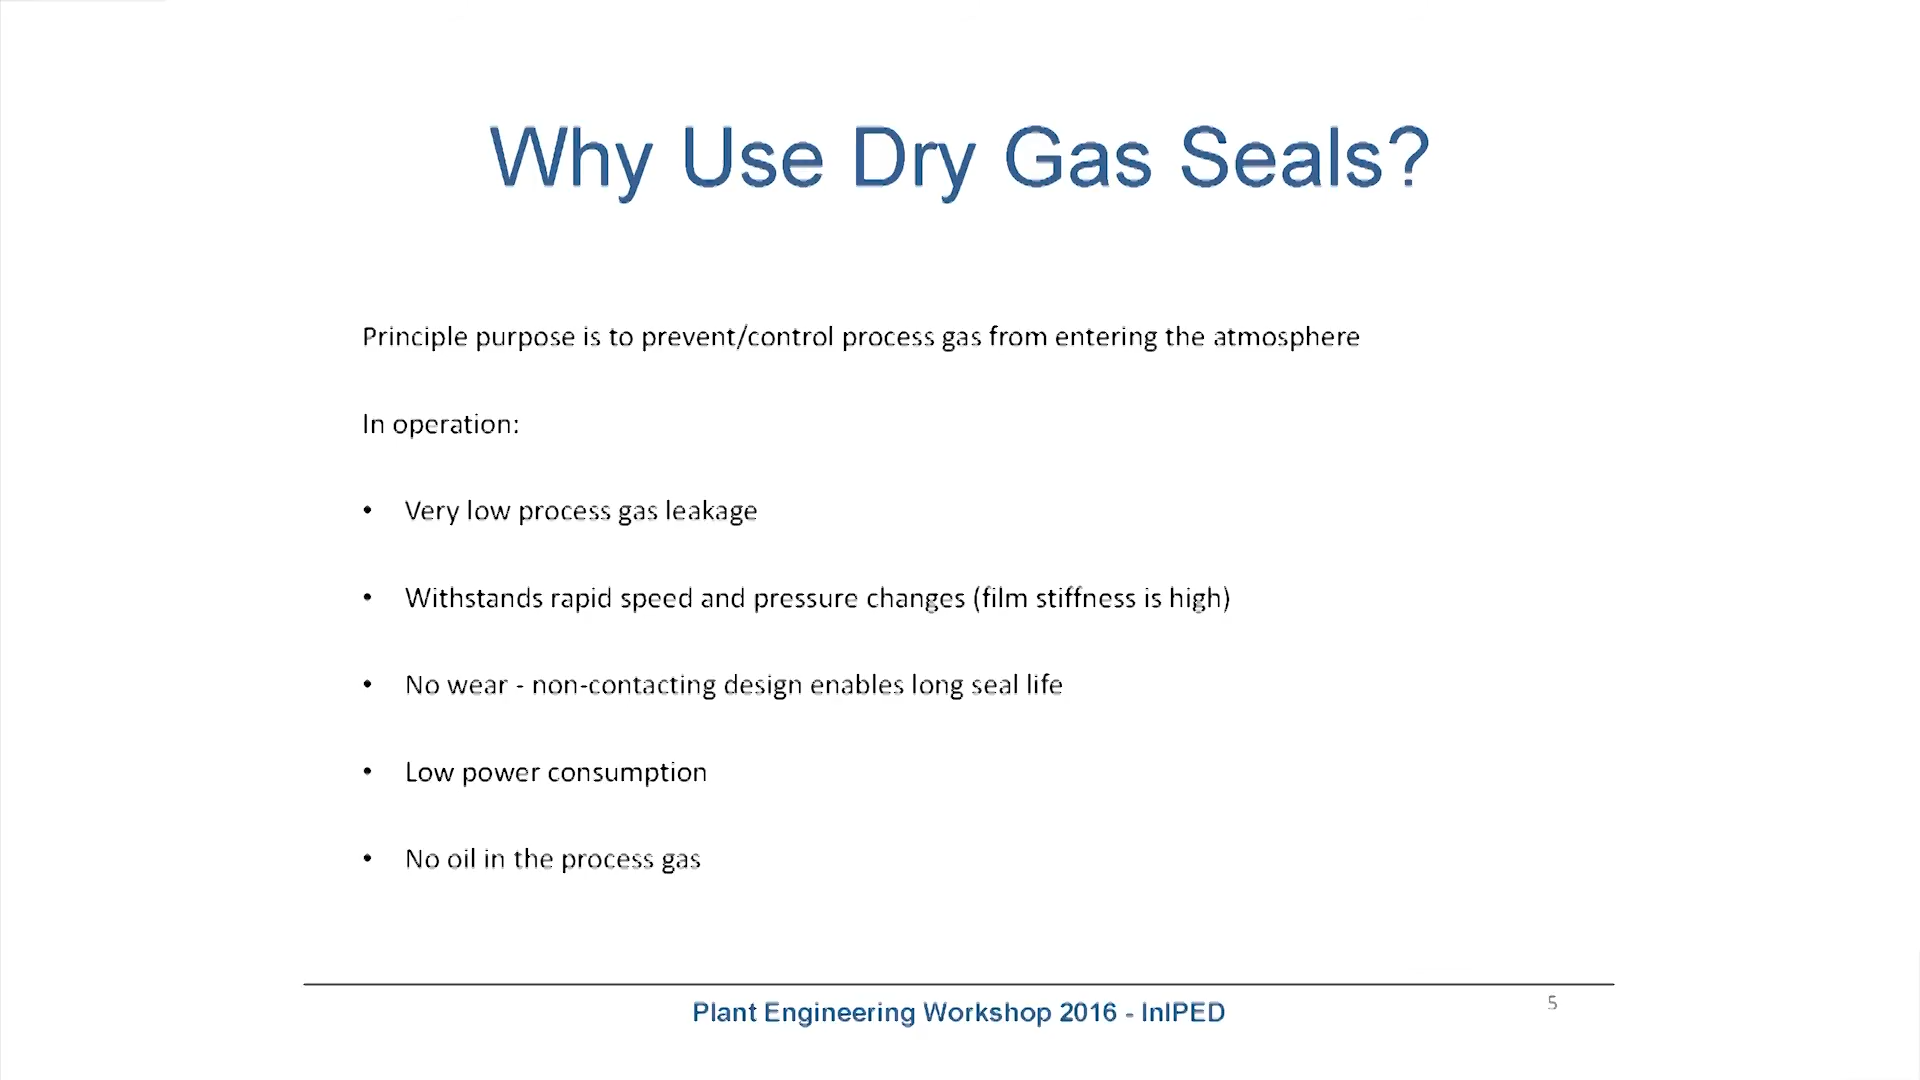 Why Use Dry Gas Seals?
Principle purpose is to prevent/control process gas from entering the atmosphere
In operation:
• Very low process gas leakage
• Withstands rapid speed and pressure changes (film stiffness is high)
• No wear - non-contacting design enables long seal life
• Low power consumption
• No oil in the process gas
Plant Engineering Workshop 2016 - InIPED
5